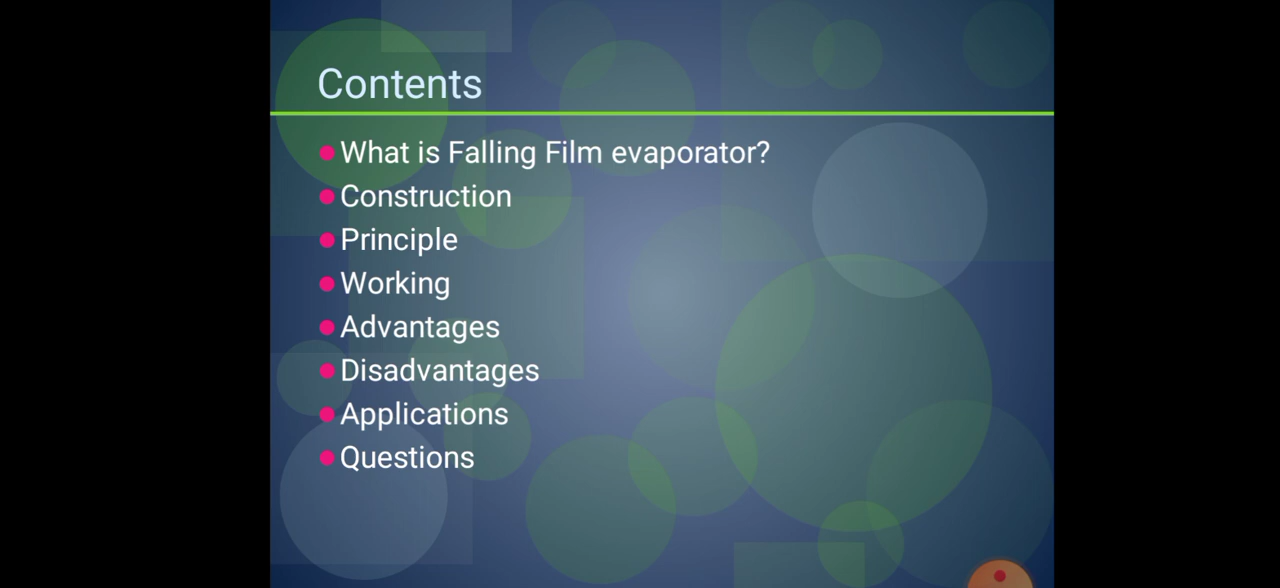 Contents
What is Falling Film evaporator?
Construction
Principle
Working
Advantages
Disadvantages
Applications
Questions